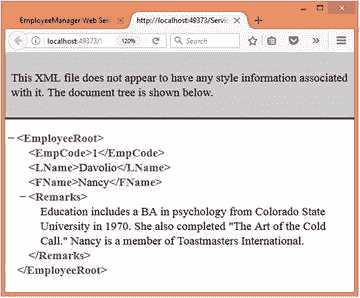 EmployeeManager Web Ser
http://localhost:49373/Servic
localhost:49373/
120%
Search
This XML file does not appear to have any style information associated
with it. The document tree is shown below.
<EmployeeRoot>
<EmpCode>1</EmpCode>
<LName>Davolio</LName>
<FName>Nancy</FName>
<Remarks>
Education includes a BA in psychology from Colorado State
University in 1970. She also completed "The Art of the Cold
Call." Nancy is a member of Toastmasters International.
</Remarks>
</EmployeeRoot>